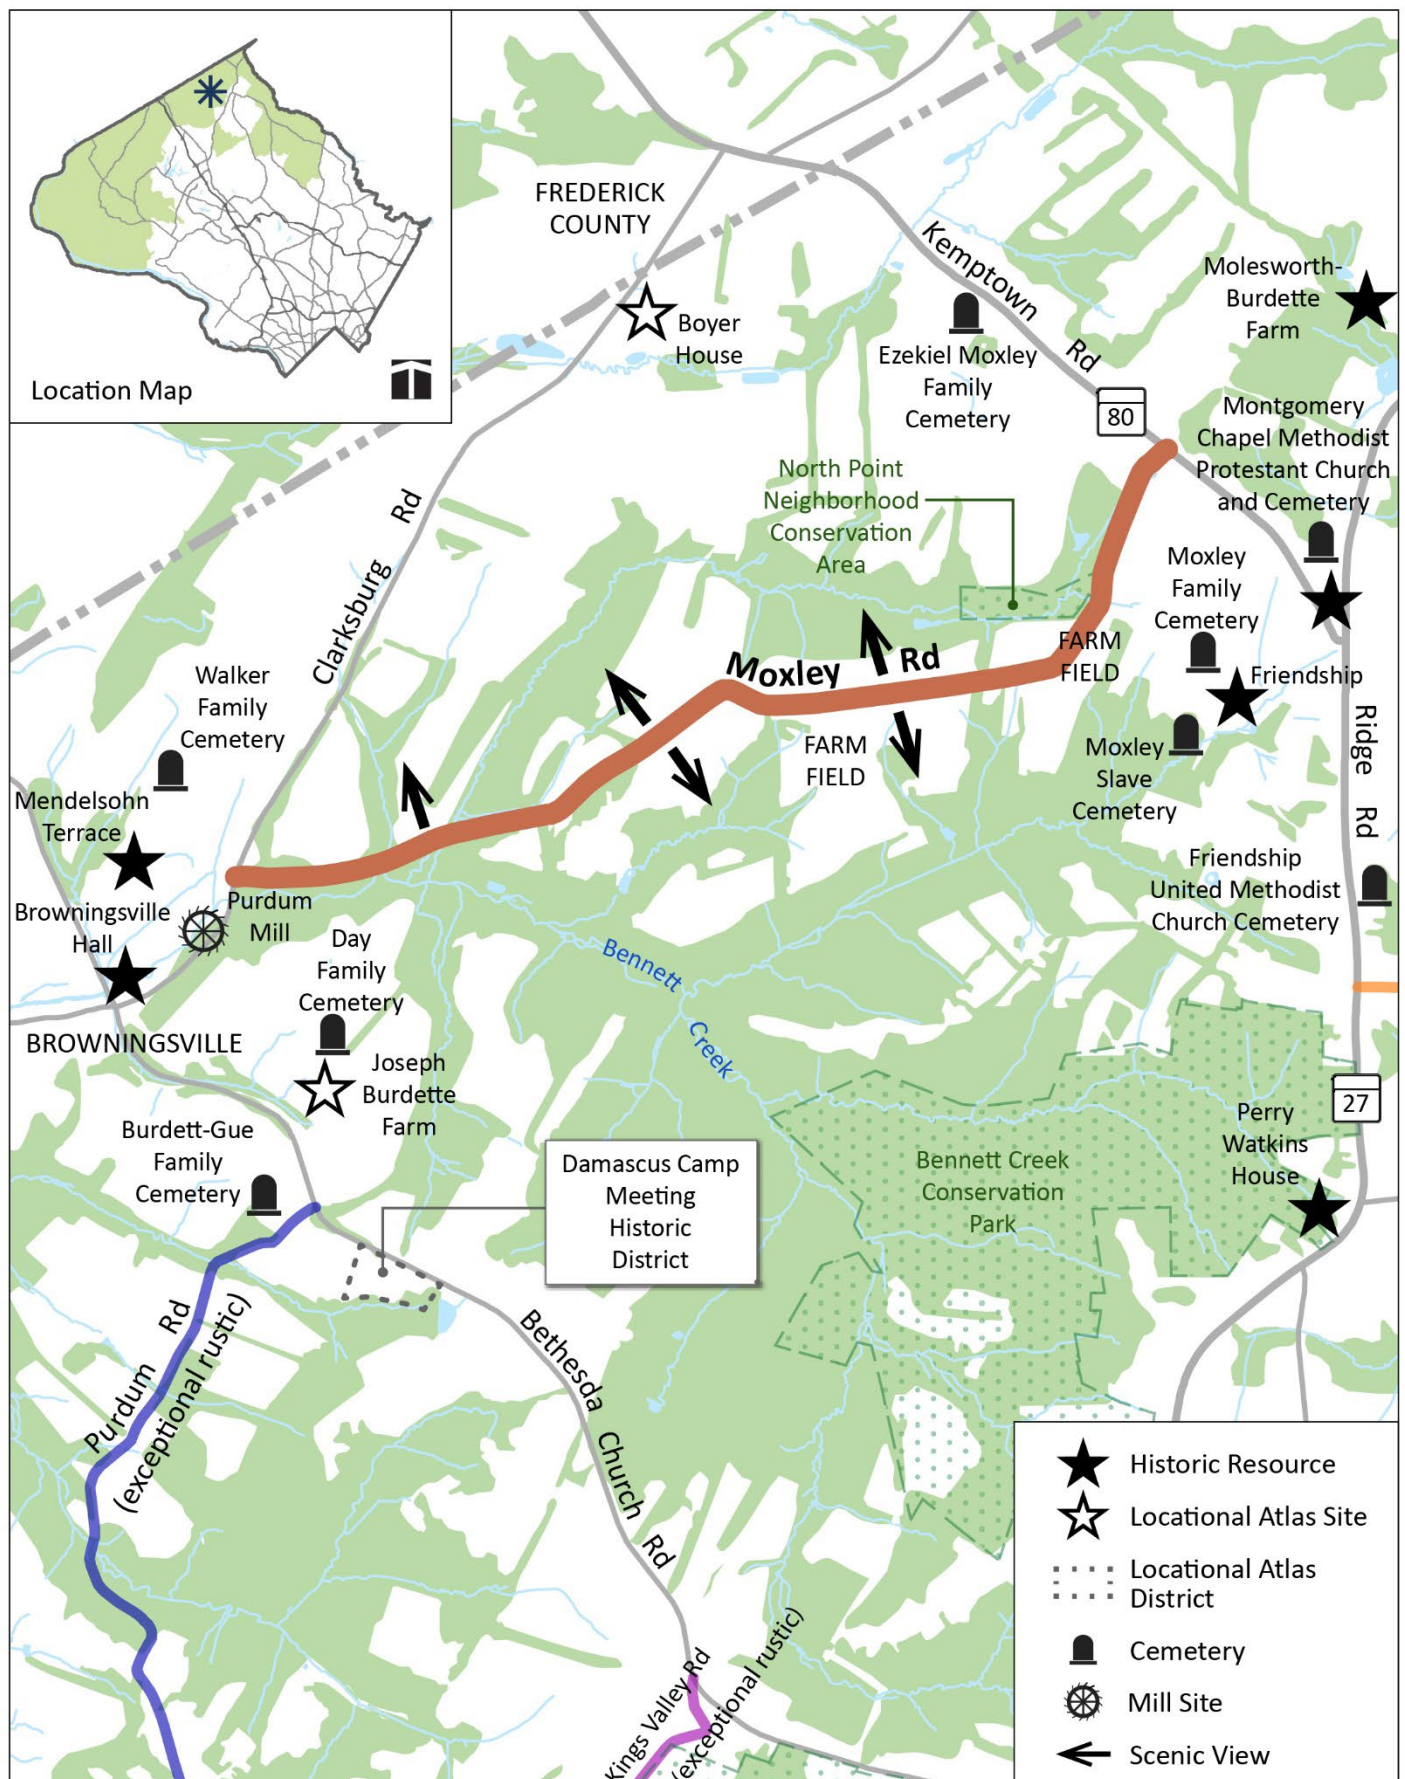 Location Map
FREDERICK
COUNTY
Boyer
House
Kemptown
Rd
80
Ezekiel Moxley
Family
Cemetery
Molesworth-
Burdette
Farm
Montgomery
Chapel Methodist
Protestant Church
and Cemetery
North Point
Neighborhood
Conservation
Area
Clarksburg
Rd
Moxley
Family
Cemetery
FARM
FIELD
Moxley
Rd
Friendship
Walker
Family
Cemetery
FARM
FIELD
Moxley
Slave
Cemetery
Ridge
Rd
Mendelsohn
Terrace
Friendship
United Methodist
Church Cemetery
Purdum
Mill
Browningsville
Hall
Day
Family
Cemetery
Bennett
Creek
BROWNINGSVILLE
Joseph
Burdette
Farm
27
Perry
Watkins
House
Burdett-Gue
Family
Cemetery
Damascus Camp
Meeting
Historic
District
Bennett Creek
Conservation
Park
Purdum
Rd
(exceptional rustic)
Bethesda
Church
Rd
Kings Valley Rd
(exceptional rustic)
Historic Resource
Locational Atlas Site
Locational Atlas
District
Cemetery
Mill Site
Scenic View